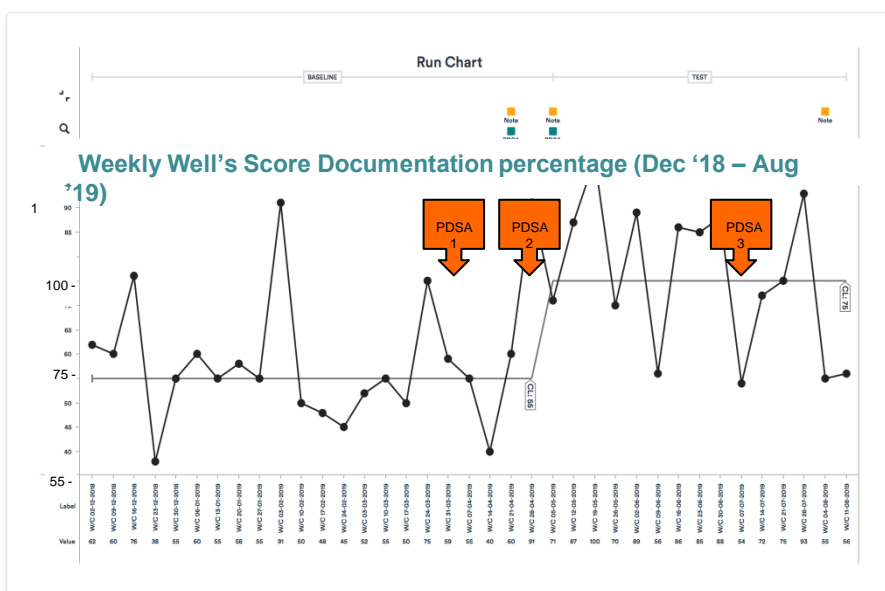 Run Chart
BASELINE
TEST
Note
Note
Note
Weekly Well's Score Documentation percentage (Dec '18 – Aug
'19)
1
90
85
PDSA
1
PDSA
2
PDSA
3
100 -
65
60
75 -
50
45
40
55 -
CL: 55
CL: 75
Label
W/C 02-12-2018
W/C 09-12-2018
W/C 16-12-2018
W/C 23-12-2018
W/C 30-12-2018
W/C 06-01-2019
W/C 13-01-2019
W/C 20-01-2019
W/C 27-01-2019
W/C 03-02-2019
W/C 10-02-2019
W/C 17-02-2019
W/C 24-02-2019
W/C 03-03-2019
W/C 10-03-2019
W/C 17-03-2019
W/C 24-03-2019
W/C 31-03-2019
W/C 07-04-2019
W/C 14-04-2019
W/C 21-04-2019
W/C 28-04-2019
W/C 05-05-2019
W/C 12-05-2019
W/C 19-05-2019
W/C 26-05-2019
W/C 02-06-2019
W/C 09-06-2019
W/C 16-06-2019
W/C 23-06-2019
W/C 30-06-2019
W/C 07-07-2019
W/C 14-07-2019
W/C 21-07-2019
W/C 28-07-2019
W/C 04-08-2019
W/C 11-08-2019
Value 62 60 76 38 55 60 55 58 55 91 50 48 45 52 55 50 75 59 55 40 60 91 71 87 100 70 89 56 86 85 88 54 72 75 93 55 56